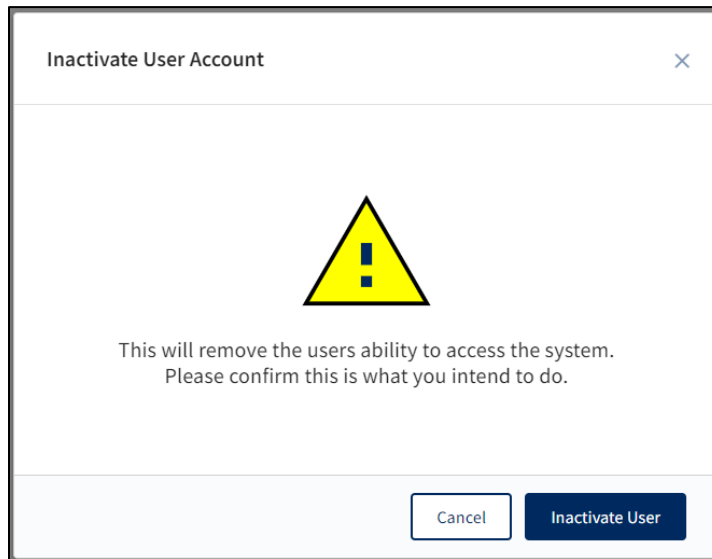 Inactivate User Account
This will remove the users ability to access the system.
Please confirm this is what you intend to do.
Cancel
Inactivate User